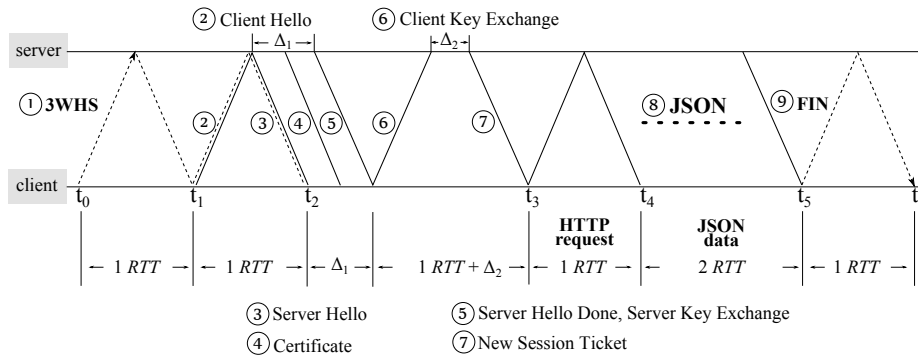 ② Client Hello ⑥ Client Key Exchange
Δ1 Δ2
server
① 3WHS ② ③ ④ ⑤ ⑥ ⑦ ⑧ JSON ⑨ FIN
client
t0 t1 t2 t3 t4 t5 t
HTTP request
JSON data
1 RTT 1 RTT Δ1 1 RTT + Δ2 1 RTT 2 RTT 1 RTT
③ Server Hello ⑤ Server Hello Done, Server Key Exchange
④ Certificate ⑦ New Session Ticket